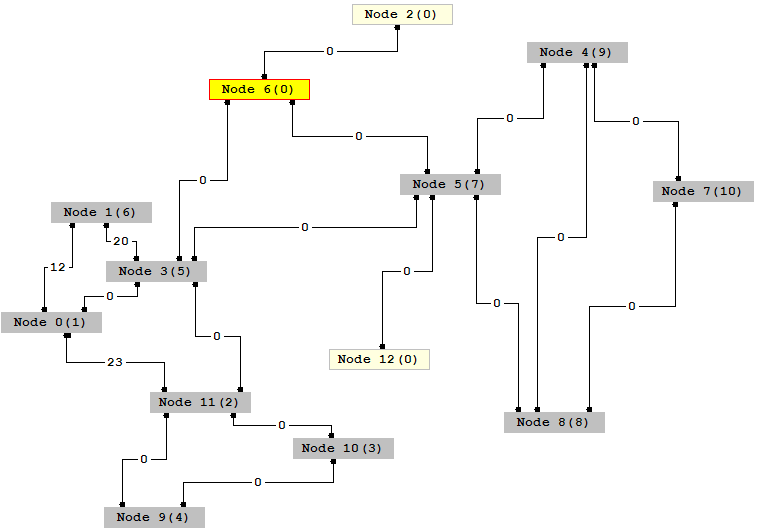 Node 2(0)
0
Node 4(9)
Node 6(0)
0
0
0
0
Node 5(7)
Node 7(10)
Node 1(6)
0
20
0
12
Node 3(5)
0
0
0
0
Node 0(1)
0
23
Node 12(0)
Node 11(2)
0
Node 8(8)
Node 10(3)
0
0
Node 9(4)